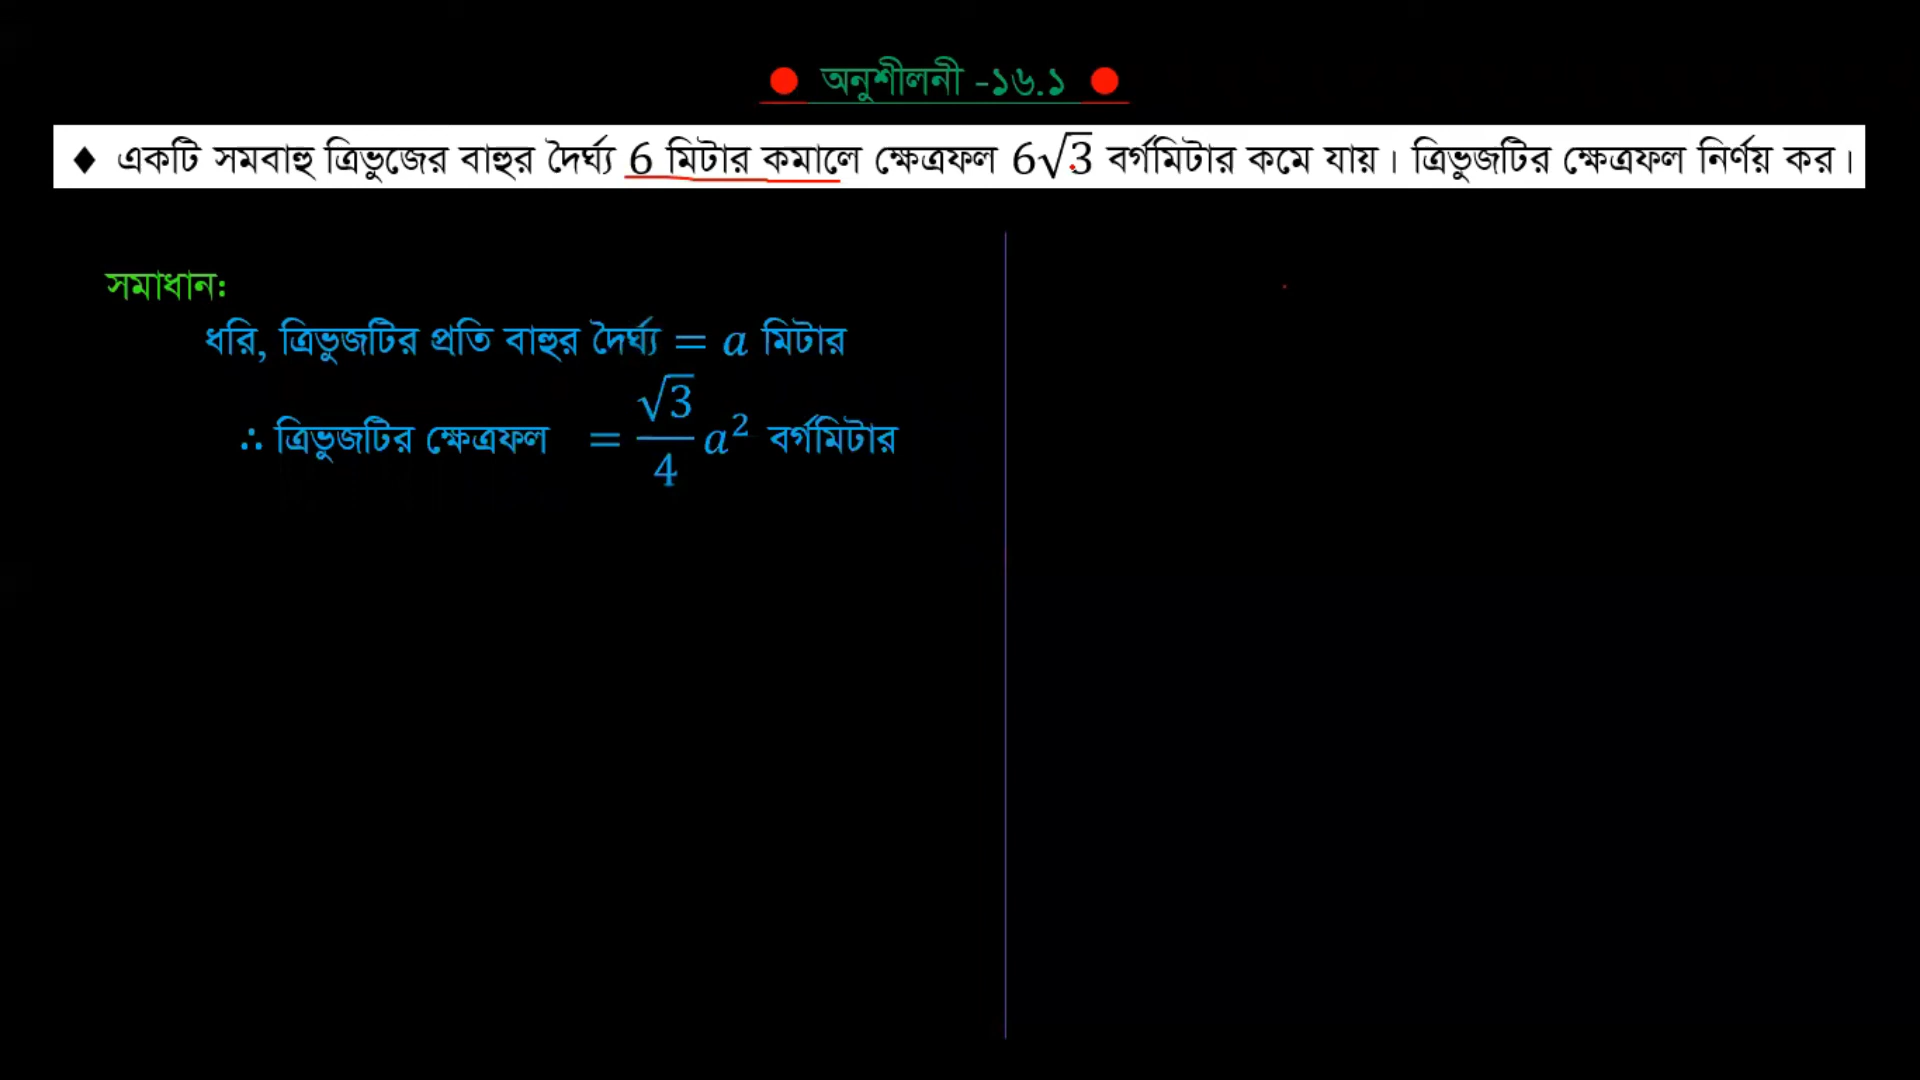 ● অনুশীলনী -১৬.১ ●
♦ একটি সমবাহু ত্রিভুজের বাহুর দৈর্ঘ্য 6 মিটার কমালে ক্ষেত্রফল 6√3 বর্গমিটার কমে যায়। ত্রিভুজটির ক্ষেত্রফল নির্ণয় কর।
সমাধান:
ধরি, ত্রিভুজটির প্রতি বাহুর দৈর্ঘ্য = a মিটার
∴ ত্রিভুজটির ক্ষেত্রফল = √3/4 a² বর্গমিটার